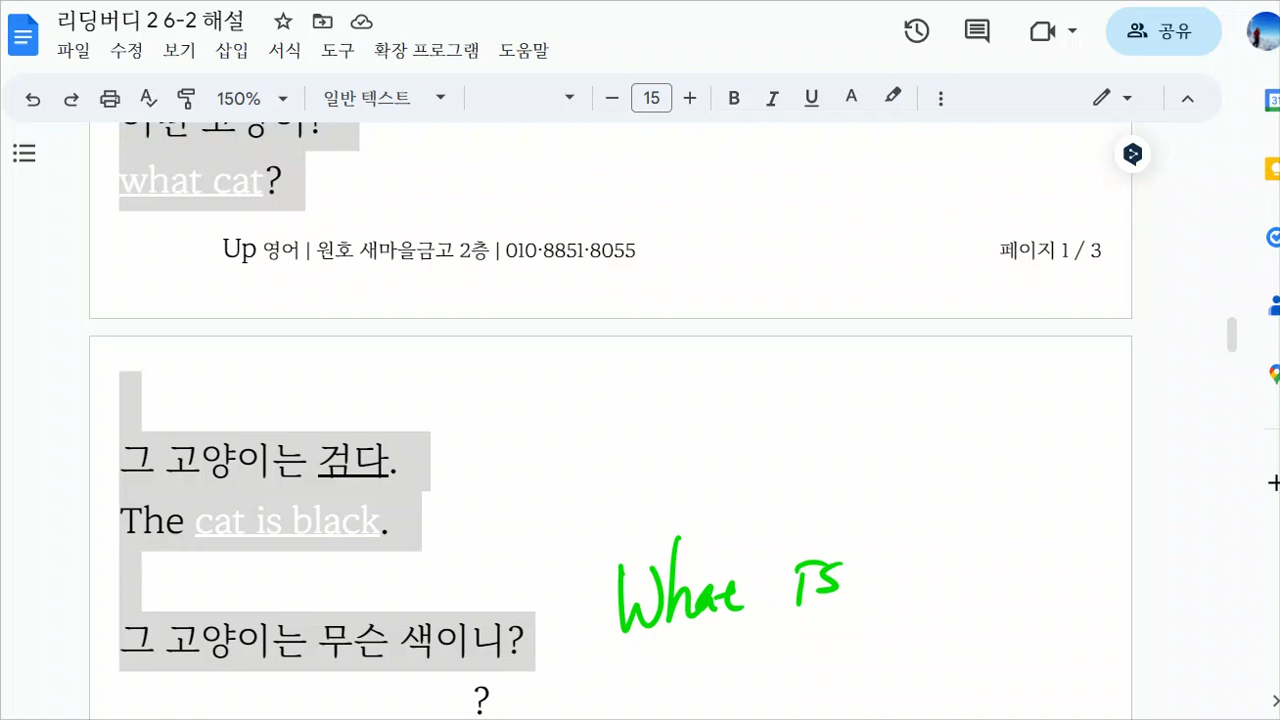 리딩버디 2 6-2 해설
파일 수정 보기 삽입 서식 도구 확장 프로그램 도움말
공유
150% 일반 텍스트 15 B I U A
what cat?
Up 영어 | 원호 새마을금고 2층 | 010·8851·8055
페이지 1 / 3
그 고양이는 검다.
The cat is black.
What is
그 고양이는 무슨 색이니?
?